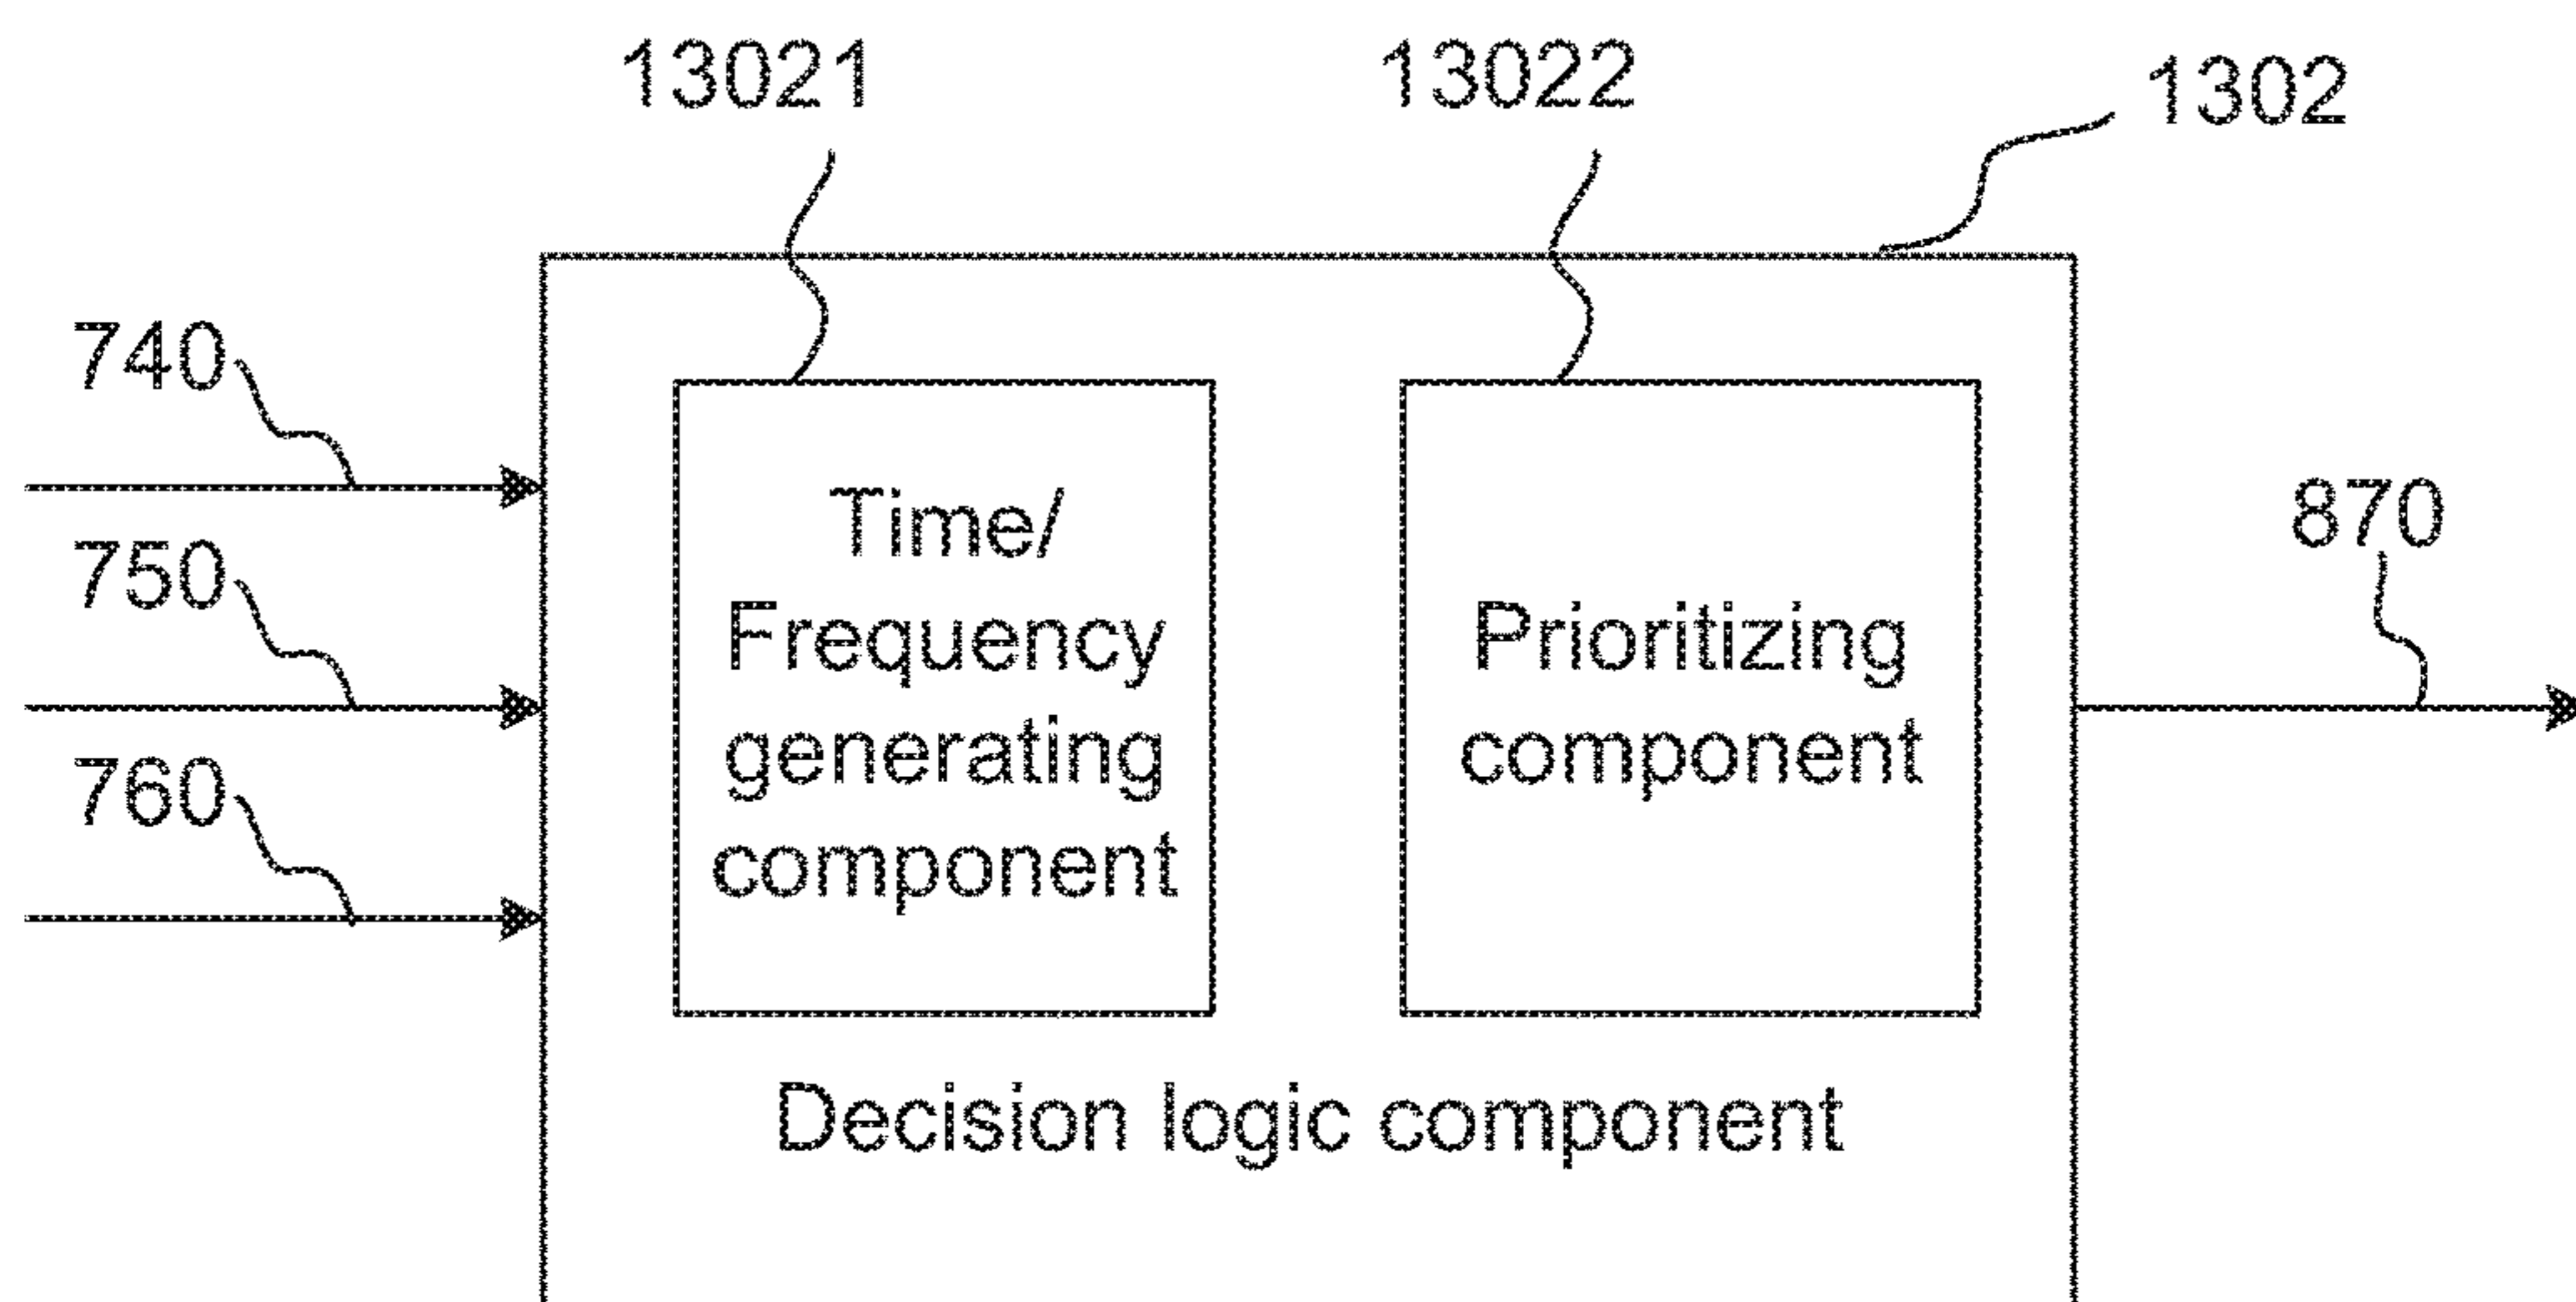 13021
13022
1302
740
750
760
Time/
Frequency
generating
component
Prioritizing
component
870
Decision logic component